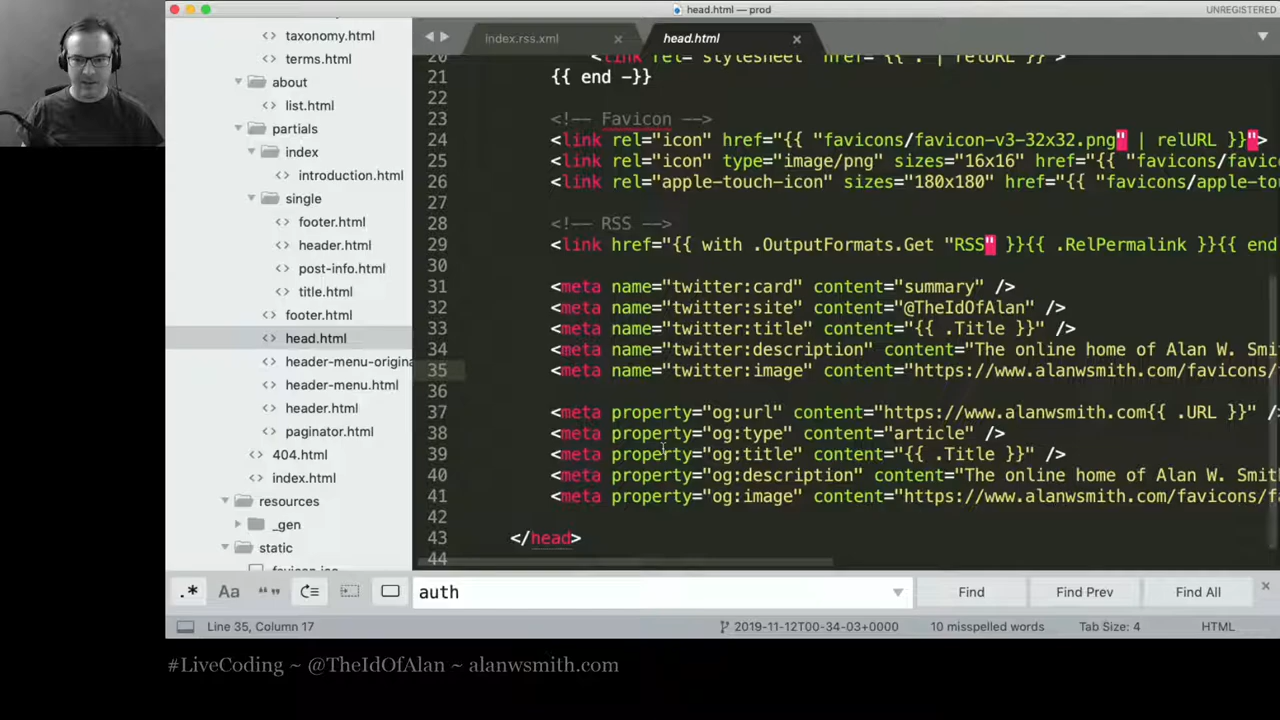 head.html — prod
UNREGISTERED
taxonomy.html
terms.html
about
list.html
partials
index
introduction.html
single
footer.html
header.html
post-info.html
title.html
footer.html
head.html
header-menu-origina
header-menu.html
header.html
paginator.html
404.html
index.html
resources
_gen
static
index.rss.xml
head.html
20 <link rel="stylesheet" href="{{ . | relURL }}">
21 {{ end -}}
22
23 <!-- Favicon -->
24 <link rel="icon" href="{{ "favicons/favicon-v3-32x32.png" | relURL }}">
25 <link rel="icon" type="image/png" sizes="16x16" href="{{ "favicons/favic
26 <link rel="apple-touch-icon" sizes="180x180" href="{{ "favicons/apple-to
27
28 <!-- RSS -->
29 <link href="{{ with .OutputFormats.Get "RSS" }}{{ .RelPermalink }}{{ end
30
31 <meta name="twitter:card" content="summary" />
32 <meta name="twitter:site" content="@TheIdOfAlan" />
33 <meta name="twitter:title" content="{{ .Title }}" />
34 <meta name="twitter:description" content="The online home of Alan W. Smi
35 <meta name="twitter:image" content="https://www.alanwsmith.com/favicons/
36
37 <meta property="og:url" content="https://www.alanwsmith.com{{ .URL }}" /
38 <meta property="og:type" content="article" />
39 <meta property="og:title" content="{{ .Title }}" />
40 <meta property="og:description" content="The online home of Alan W. Smit
41 <meta property="og:image" content="https://www.alanwsmith.com/favicons/f
42
43 </head>
44
.* Aa auth Find Find Prev Find All
Line 35, Column 17 2019-11-12T00-34-03+0000 10 misspelled words Tab Size: 4 HTML
#LiveCoding ~ @TheIdOfAlan ~ alanwsmith.com